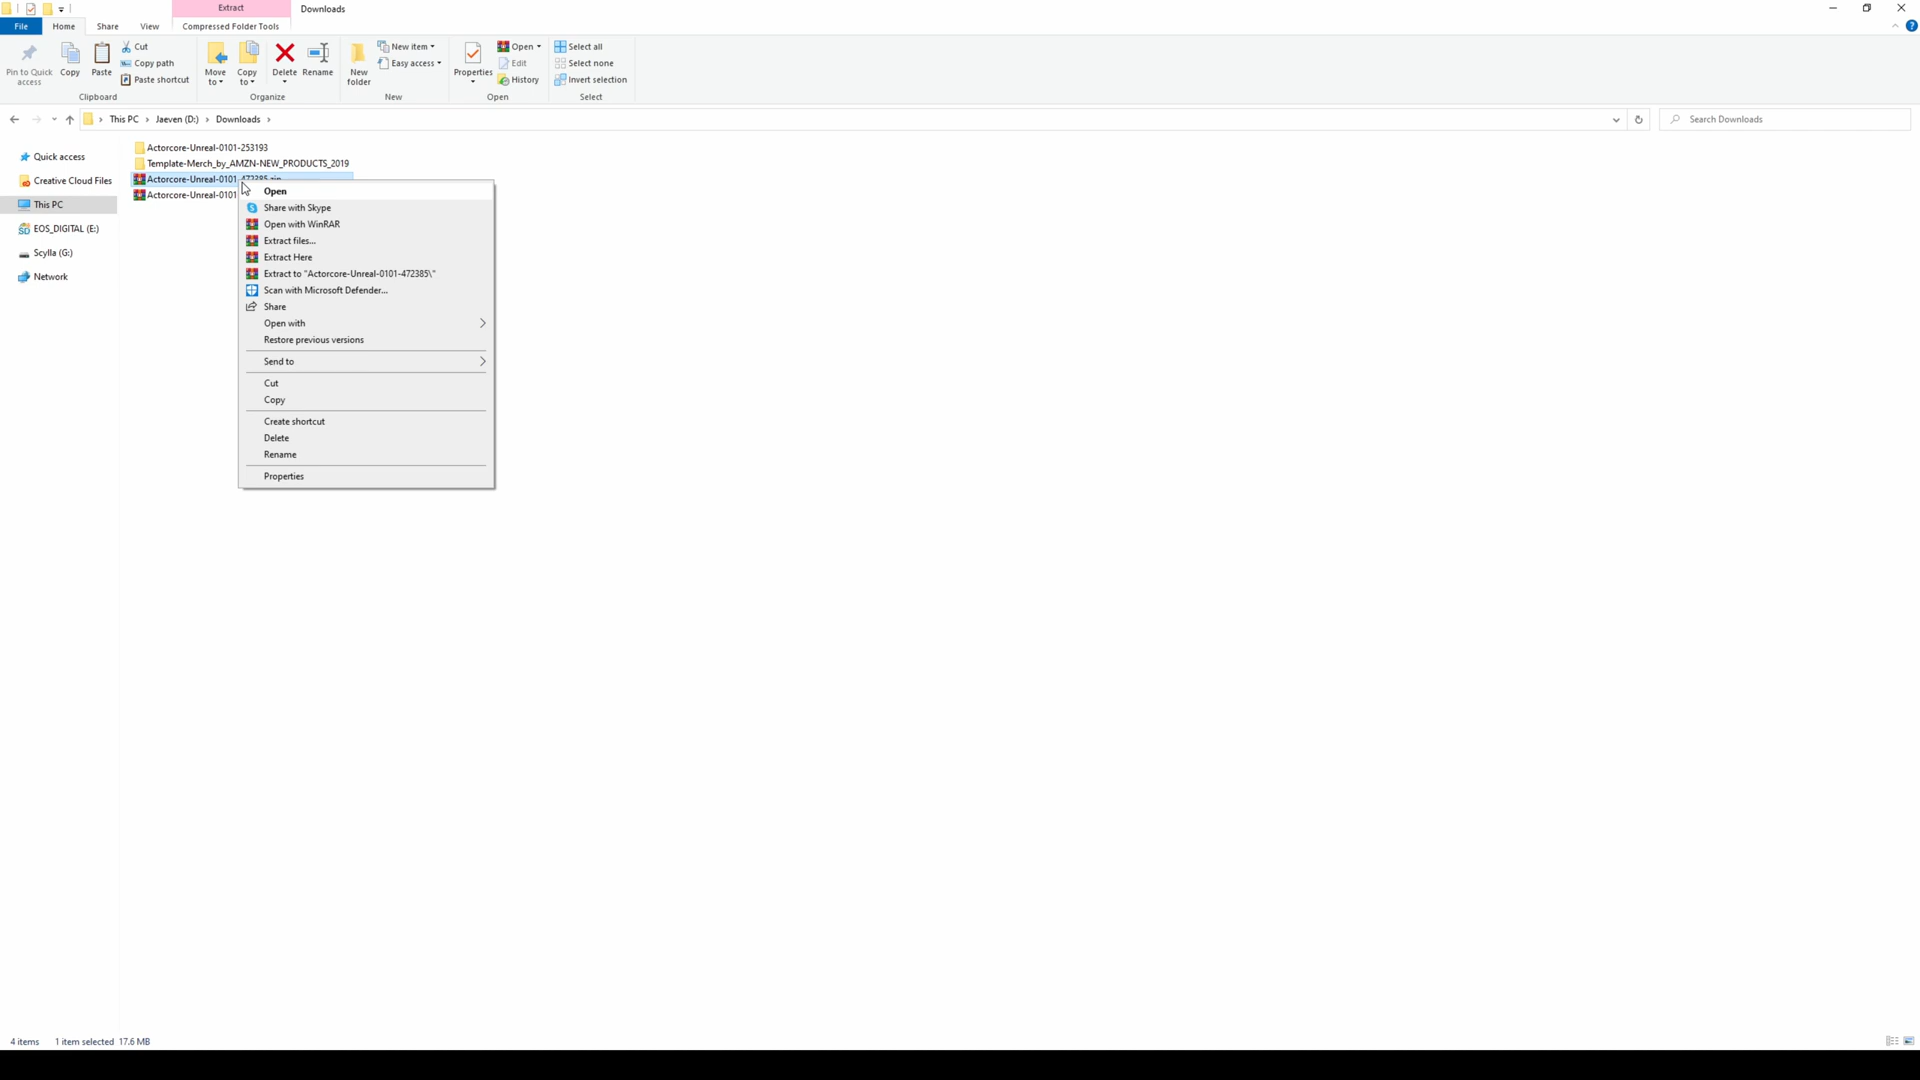 Extract
Downloads
File
Home
Share
View
Compressed Folder Tools
Pin to Quick access
Copy
Paste
Cut
Copy path
Paste shortcut
Clipboard
Move to
Copy to
Delete
Rename
Organize
New folder
New item
Easy access
New
Properties
Open
Edit
History
Open
Select all
Select none
Invert selection
Select
This PC
Jaeven (D:)
Downloads
Search Downloads
Quick access
Creative Cloud Files
This PC
EOS_DIGITAL (E:)
Scylla (G:)
Network
Actorcore-Unreal-0101-253193
Template-Merch_by_AMZN-NEW_PRODUCTS_2019
Actorcore-Unreal-0101-472385.zip
Actorcore-Unreal-0101
Open
Share with Skype
Open with WinRAR
Extract files...
Extract Here
Extract to "Actorcore-Unreal-0101-472385\"
Scan with Microsoft Defender...
Share
Open with
Restore previous versions
Send to
Cut
Copy
Create shortcut
Delete
Rename
Properties
4 items
1 item selected 17.6 MB